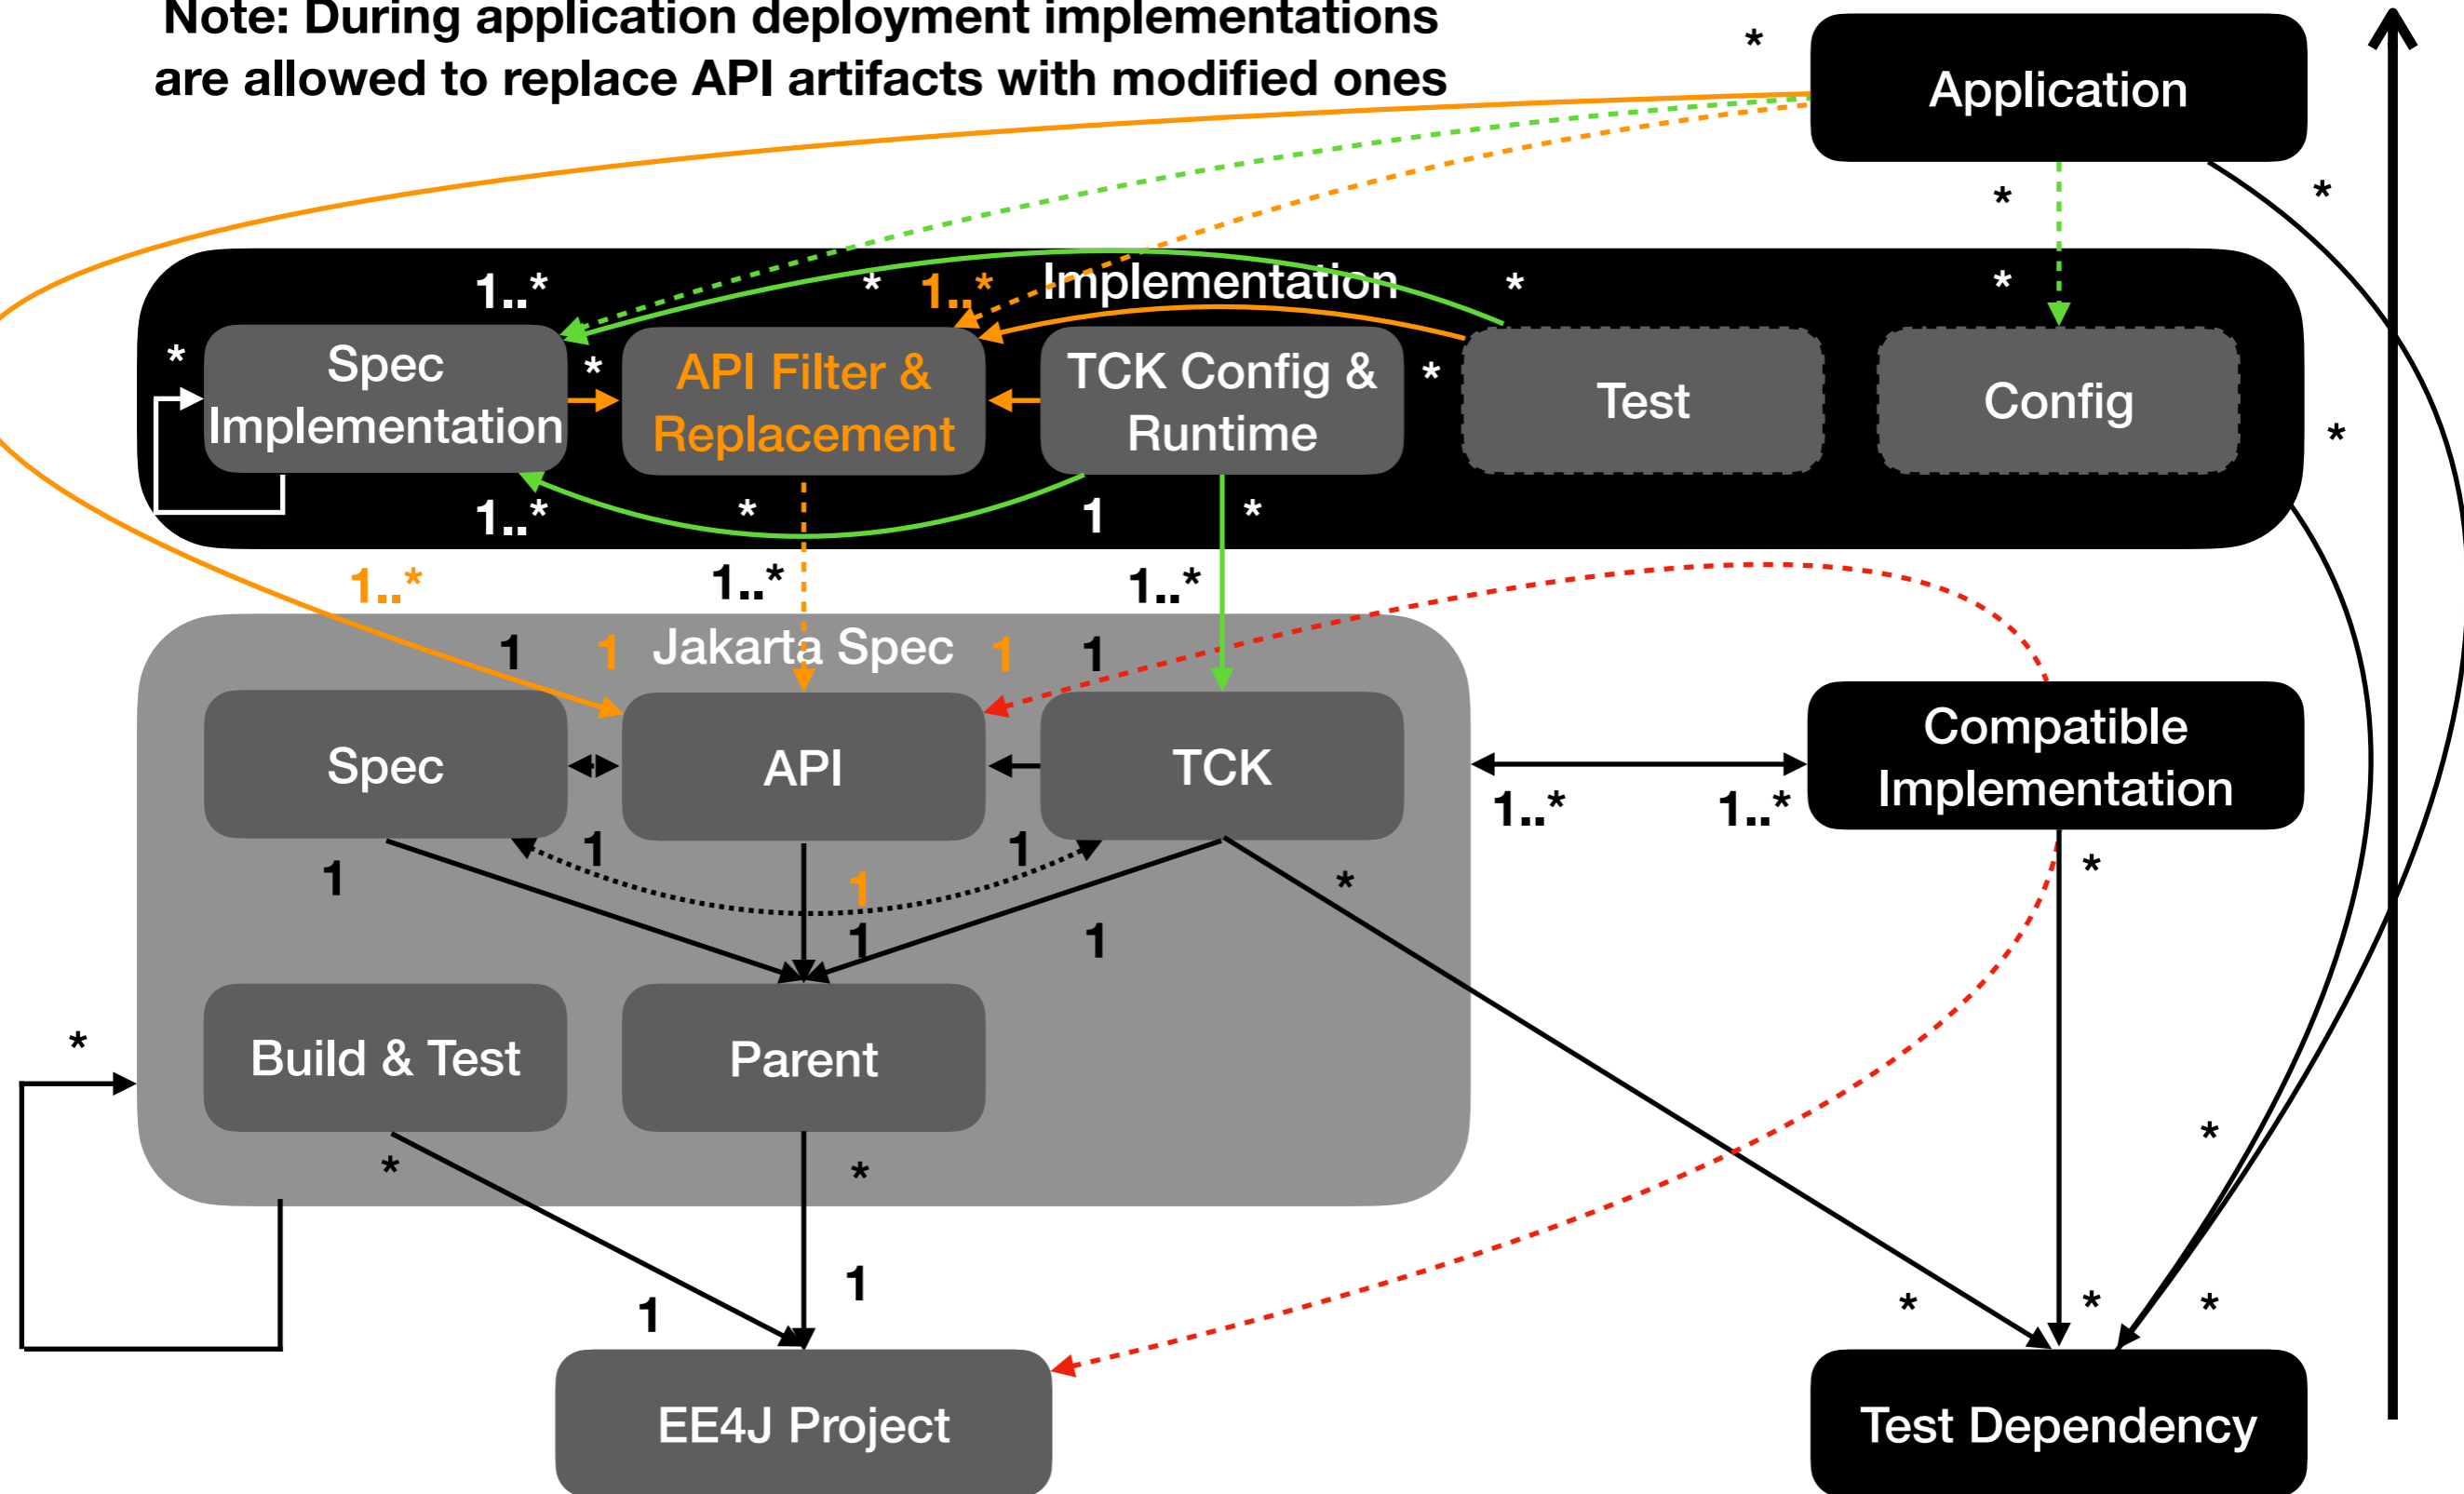 Note: During application deployment implementations
are allowed to replace API artifacts with modified ones
*
Application
*
*
1..*
*
1..*
Implementation
*
*
*
Spec
Implementation
*
API Filter &
Replacement
TCK Config &
Runtime
*
Test
Config
*
1..*
*
1
*
1..*
1..*
1..*
1
1
Jakarta Spec
1
1
Spec
API
TCK
Compatible
Implementation
1..*
1..*
1
1
1
1
*
*
1
1
*
Build & Test
Parent
*
*
*
1
1
*
*
*
EE4J Project
Test Dependency